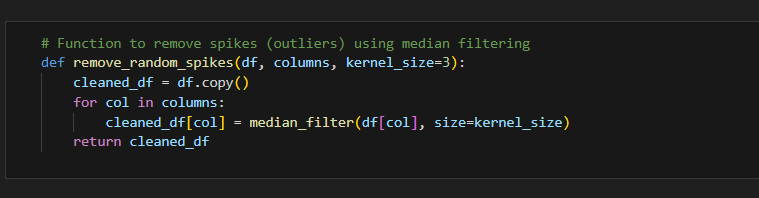 # Function to remove spikes (outliers) using median filtering
def remove_random_spikes(df, columns, kernel_size=3):
    cleaned_df = df.copy()
    for col in columns:
        cleaned_df[col] = median_filter(df[col], size=kernel_size)
    return cleaned_df